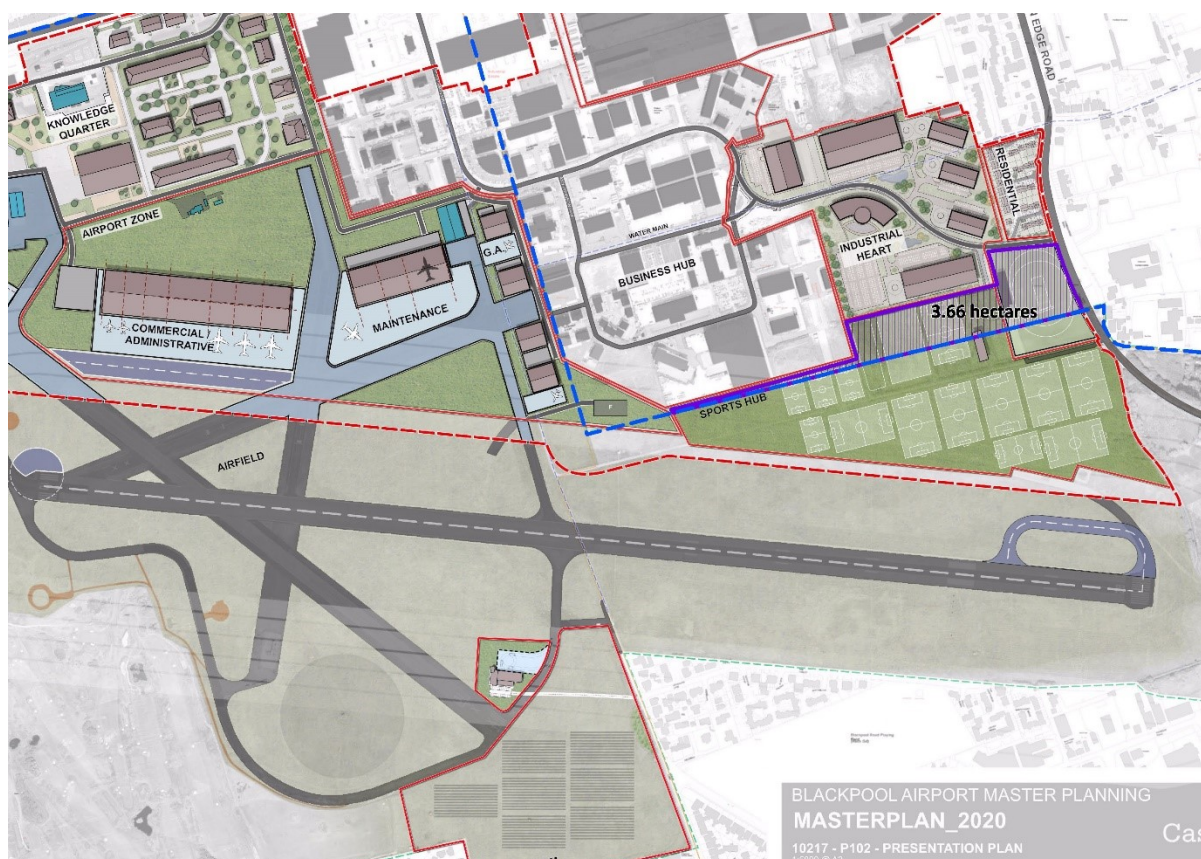 KNOWLEDGE
QUARTER
N EDGE ROAD
RESIDENTIAL
AIRPORT ZONE
G.A.
WATER MAIN
INDUSTRIAL
HEART
BUSINESS HUB
3.66 hectares
MAINTENANCE
COMMERCIAL /
ADMINISTRATIVE
SPORTS HUB
AIRFIELD
BLACKPOOL AIRPORT MASTER PLANNING
MASTERPLAN_2020
Cas
10217 - P102 - PRESENTATION PLAN